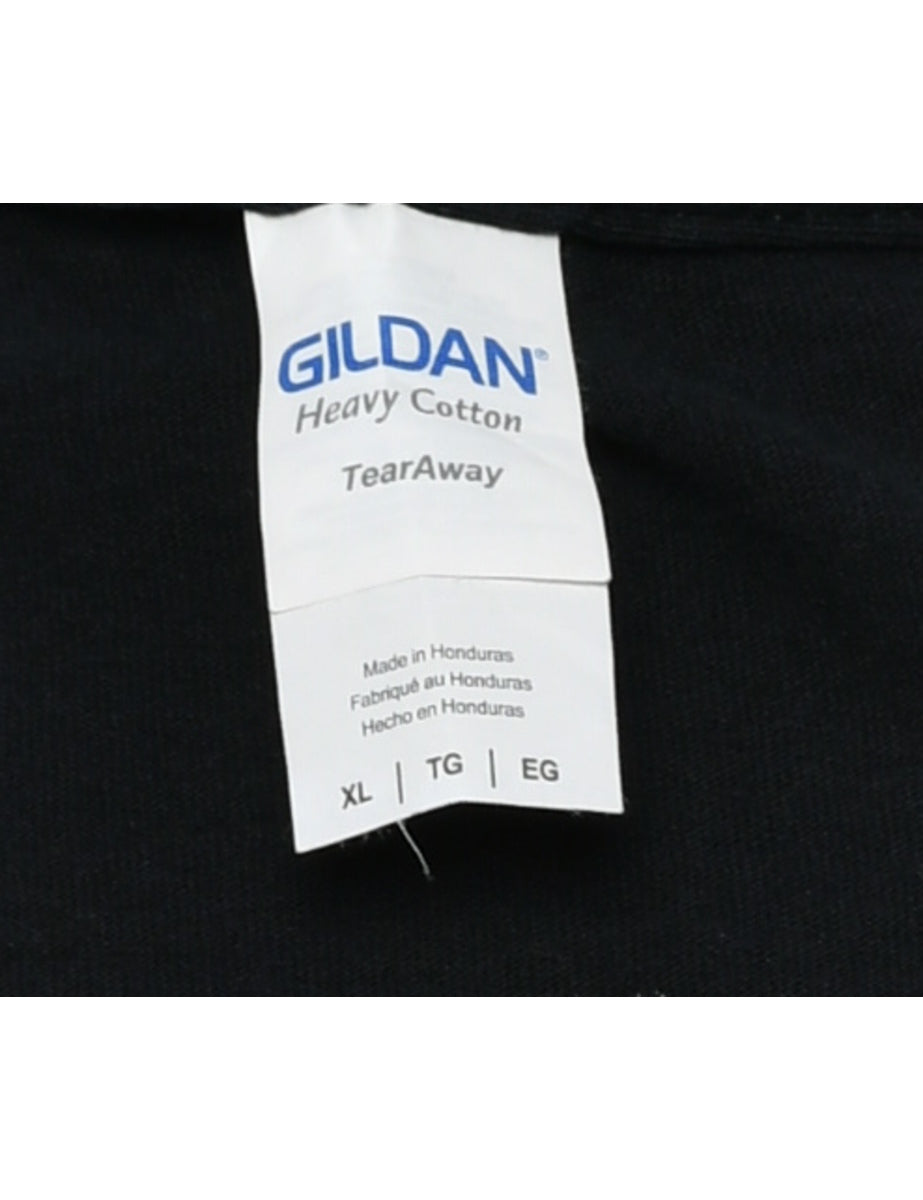 GILDAN®
Heavy Cotton
TearAway
Made in Honduras
Fabriqué au Honduras
Hecho en Honduras
XL | TG | EG